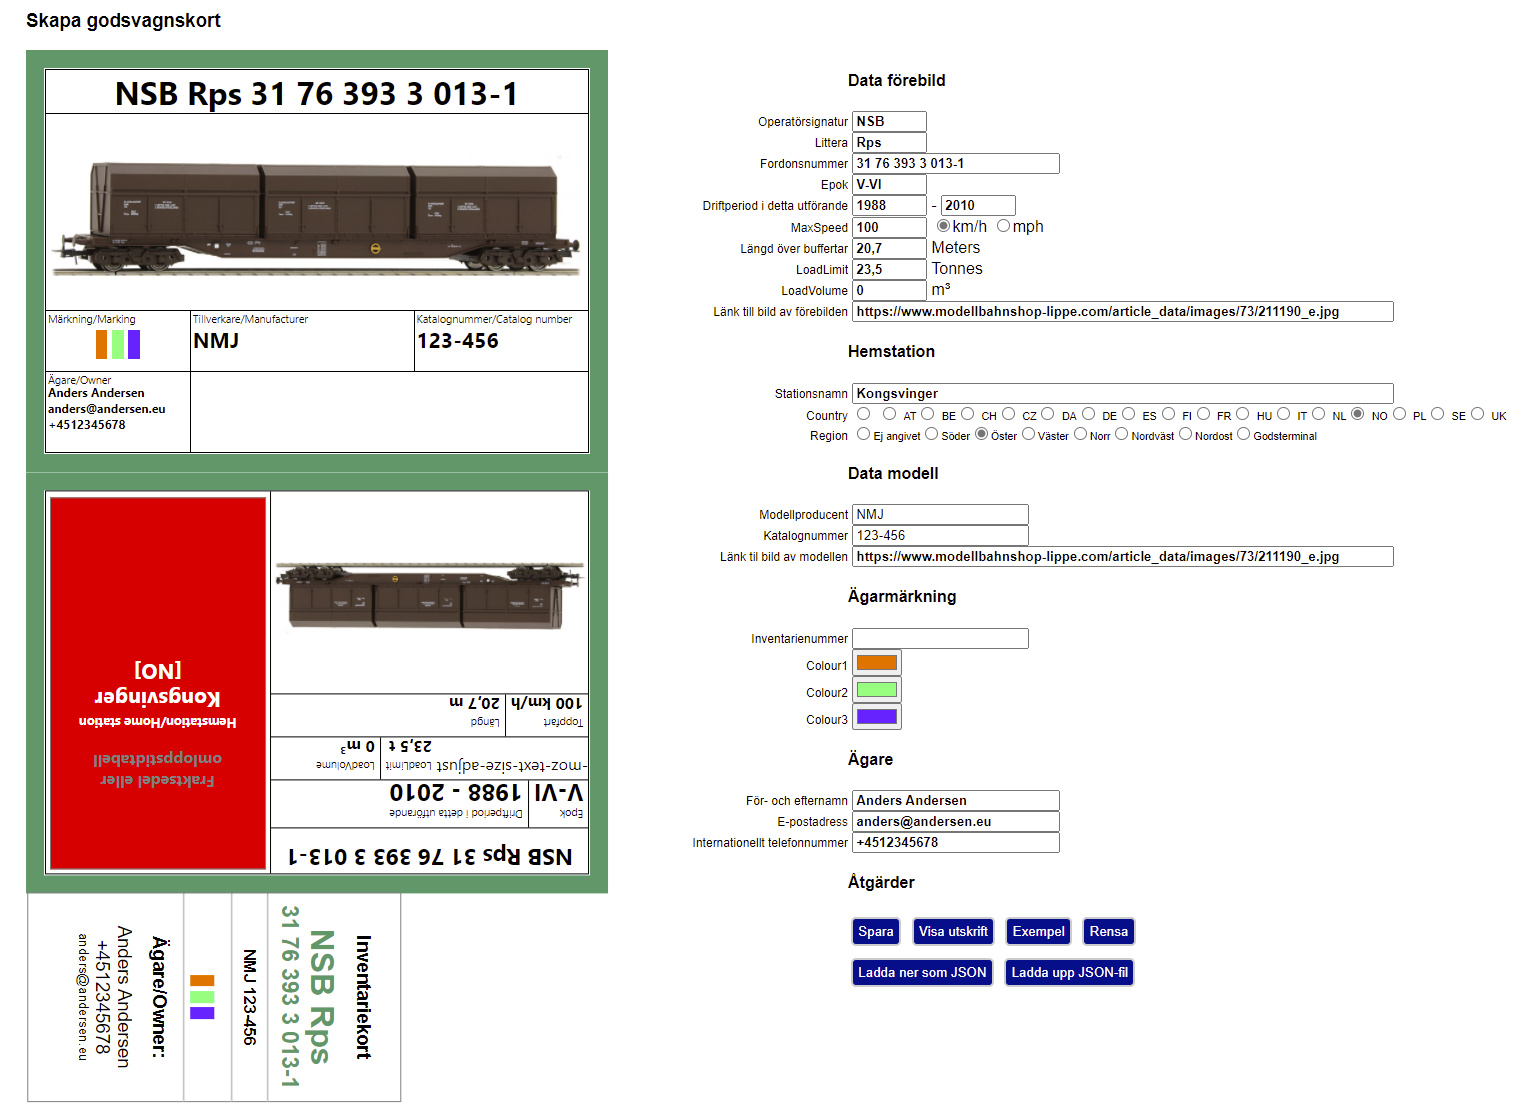 Skapa godsvagnskort
NSB Rps 31 76 393 3 013-1
Märkning/Marking
Tillverkare/Manufacturer
NMJ
Katalognummer/Catalog number
123-456
Ägare/Owner
Anders Andersen
anders@andersen.eu
+4512345678
NSB Rps 31 76 393 3 013-1
Epok
V-VI
Driftperiod i detta utförande
1988 - 2010
-moz-text-size-adjust LoadLimit
23,5 t
LoadVolume
0 m³
Toppfart
100 km/h
Längd
20,7 m
Fraktsedel eller
omloppstidtabell
Hemstation/Home station
Kongsvinger
[NO]
Inventariekort
NSB Rps
31 76 393 3 013-1
NMJ 123-456
Ägare/Owner:
Anders Andersen
+4512345678
anders@andersen.eu
Data förebild
Operatörsignatur NSB
Littera Rps
Fordonsnummer 31 76 393 3 013-1
Epok V-VI
Driftperiod i detta utförande 1988 - 2010
MaxSpeed 100 km/h mph
Längd över buffertar 20,7 Meters
LoadLimit 23,5 Tonnes
LoadVolume 0 m³
Länk till bild av förebilden https://www.modellbahnshop-lippe.com/article_data/images/73/211190_e.jpg
Hemstation
Stationsnamn Kongsvinger
Country AT BE CH CZ DA DE ES FI FR HU IT NL NO PL SE UK
Region Ej angivet Söder Öster Väster Norr Nordväst Nordost Godsterminal
Data modell
Modellproducent NMJ
Katalognummer 123-456
Länk til bild av modellen https://www.modellbahnshop-lippe.com/article_data/images/73/211190_e.jpg
Ägarmärkning
Inventarienummer
Colour1
Colour2
Colour3
Ägare
För- och efternamn Anders Andersen
E-postadress anders@andersen.eu
Internationellt telefonnummer +4512345678
Åtgärder
Spara Visa utskrift Exempel Rensa
Ladda ner som JSON Ladda upp JSON-fil